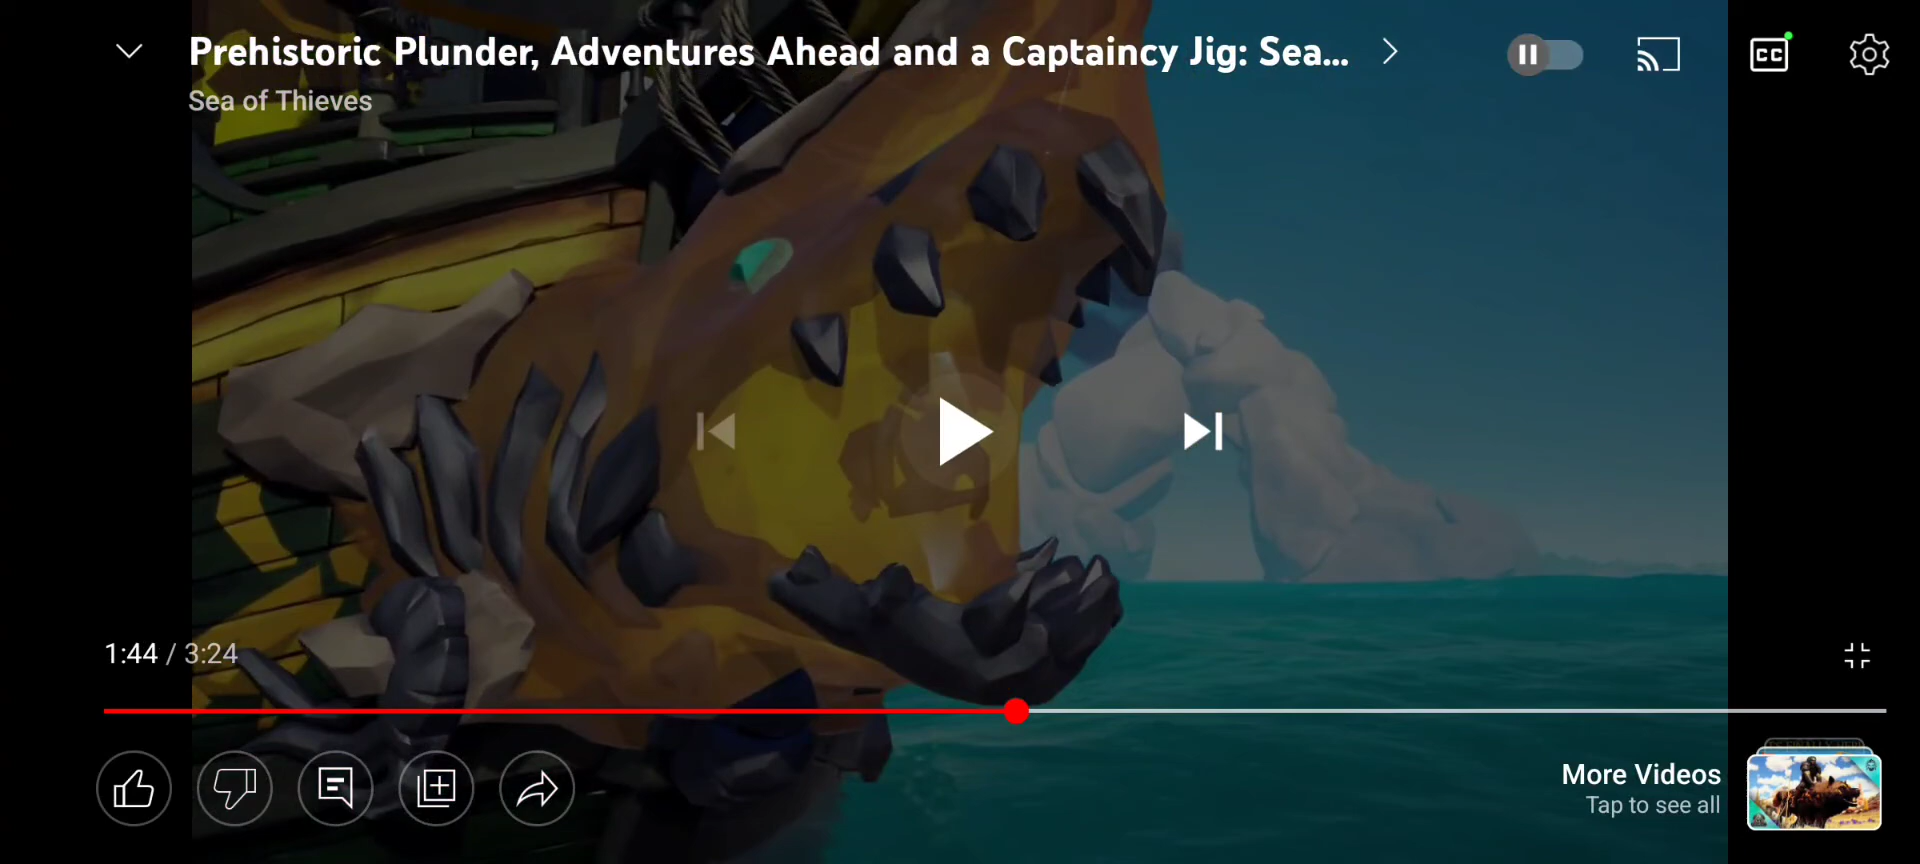 Prehistoric Plunder, Adventures Ahead and a Captaincy Jig: Sea...
Sea of Thieves
CC
1:44 / 3:24
More Videos
Tap to see all